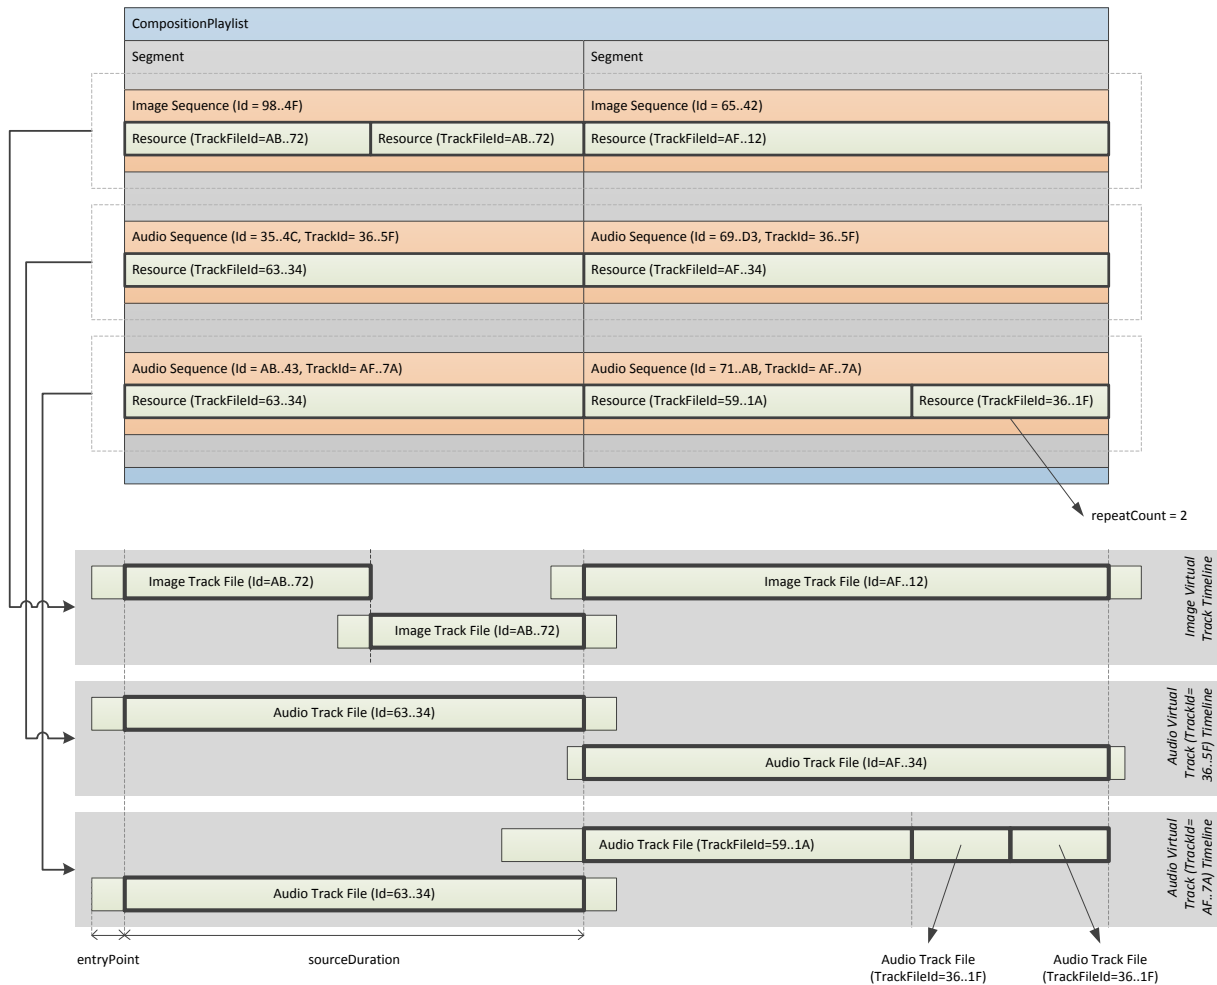 CompositionPlaylist
Segment
Segment
Image Sequence (Id = 98..4F)
Image Sequence (Id = 65..42)
Resource (TrackFileId=AB..72)
Resource (TrackFileId=AB..72)
Resource (TrackFileId=AF..12)
Audio Sequence (Id = 35..4C, TrackId= 36..5F)
Audio Sequence (Id = 69..D3, TrackId= 36..5F)
Resource (TrackFileId=63..34)
Resource (TrackFileId=AF..34)
Audio Sequence (Id = AB..43, TrackId= AF..7A)
Audio Sequence (Id = 71..AB, TrackId= AF..7A)
Resource (TrackFileId=63..34)
Resource (TrackFileId=59..1A)
Resource (TrackFileId=36..1F)
repeatCount = 2
Image Track File (Id=AB..72)
Image Track File (Id=AF..12)
Image Track File (Id=AB..72)
Image Virtual
Track Timeline
Audio Track File (Id=63..34)
Audio Track File (Id=AF..34)
Audio Virtual
Track (TrackId=
36..5F) Timeline
Audio Track File (TrackFileId=59..1A)
Audio Track File (Id=63..34)
Audio Virtual
Track (TrackId=
AF..7A) Timeline
entryPoint
sourceDuration
Audio Track File
(TrackFileId=36..1F)
Audio Track File
(TrackFileId=36..1F)